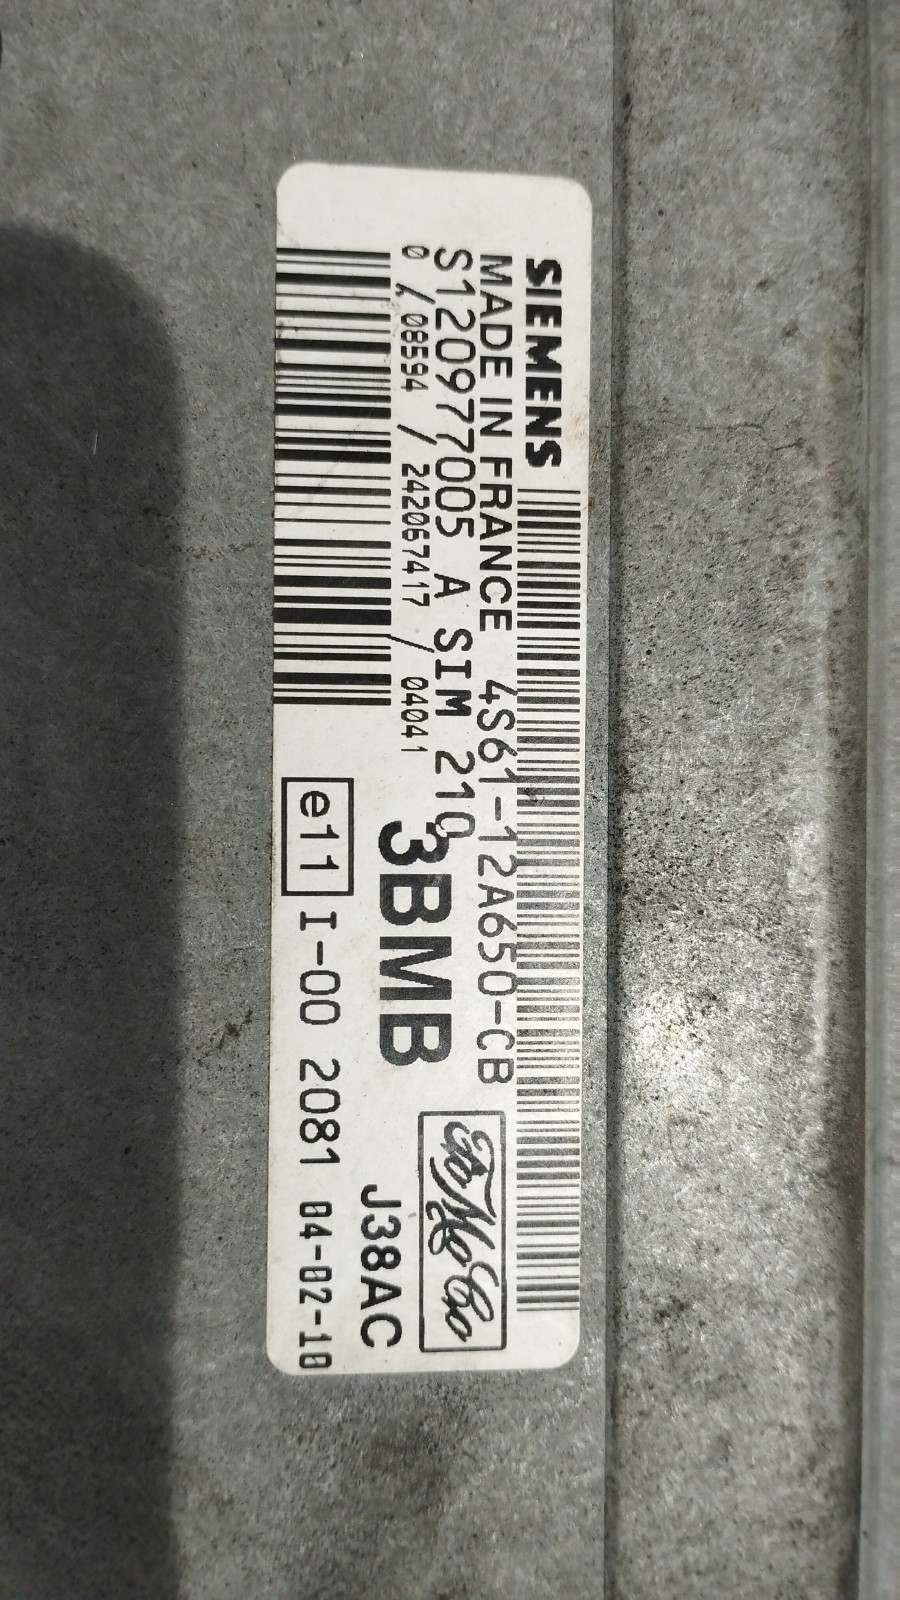 SIEMENS
MADE IN FRANCE 4S61-12A650-CB
S120977005 A SIM 210
0 / 08594 / 242067417 / 04041
3BMB
FoMoCo
J38AC
e11 I-00 2081 04-02-10